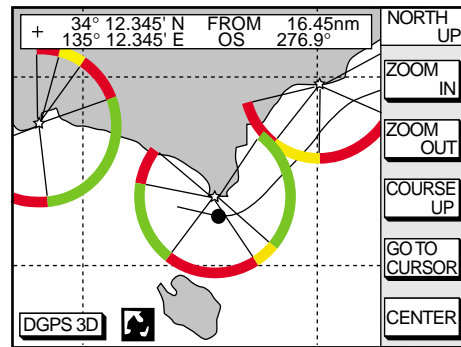 + 34° 12.345' N FROM 16.45nm
135° 12.345' E OS 276.9°
NORTH
UP
ZOOM
IN
ZOOM
OUT
COURSE
UP
GO TO
CURSOR
CENTER
DGPS 3D